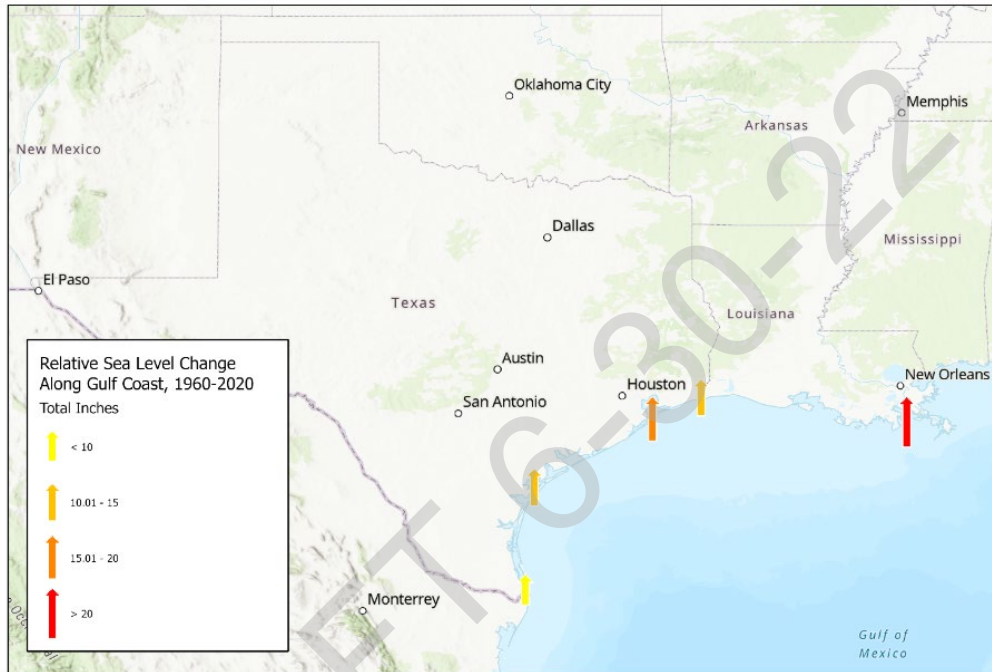 Oklahoma City
Memphis
Arkansas
New Mexico
Dallas
Mississippi
El Paso
Texas
Louisiana
Relative Sea Level Change
Along Gulf Coast, 1960-2020
Total Inches
< 10
10.01 - 15
15.01 - 20
> 20
Austin
Houston
New Orleans
San Antonio
Monterrey
Gulf of
Mexico
FT 6-30-22